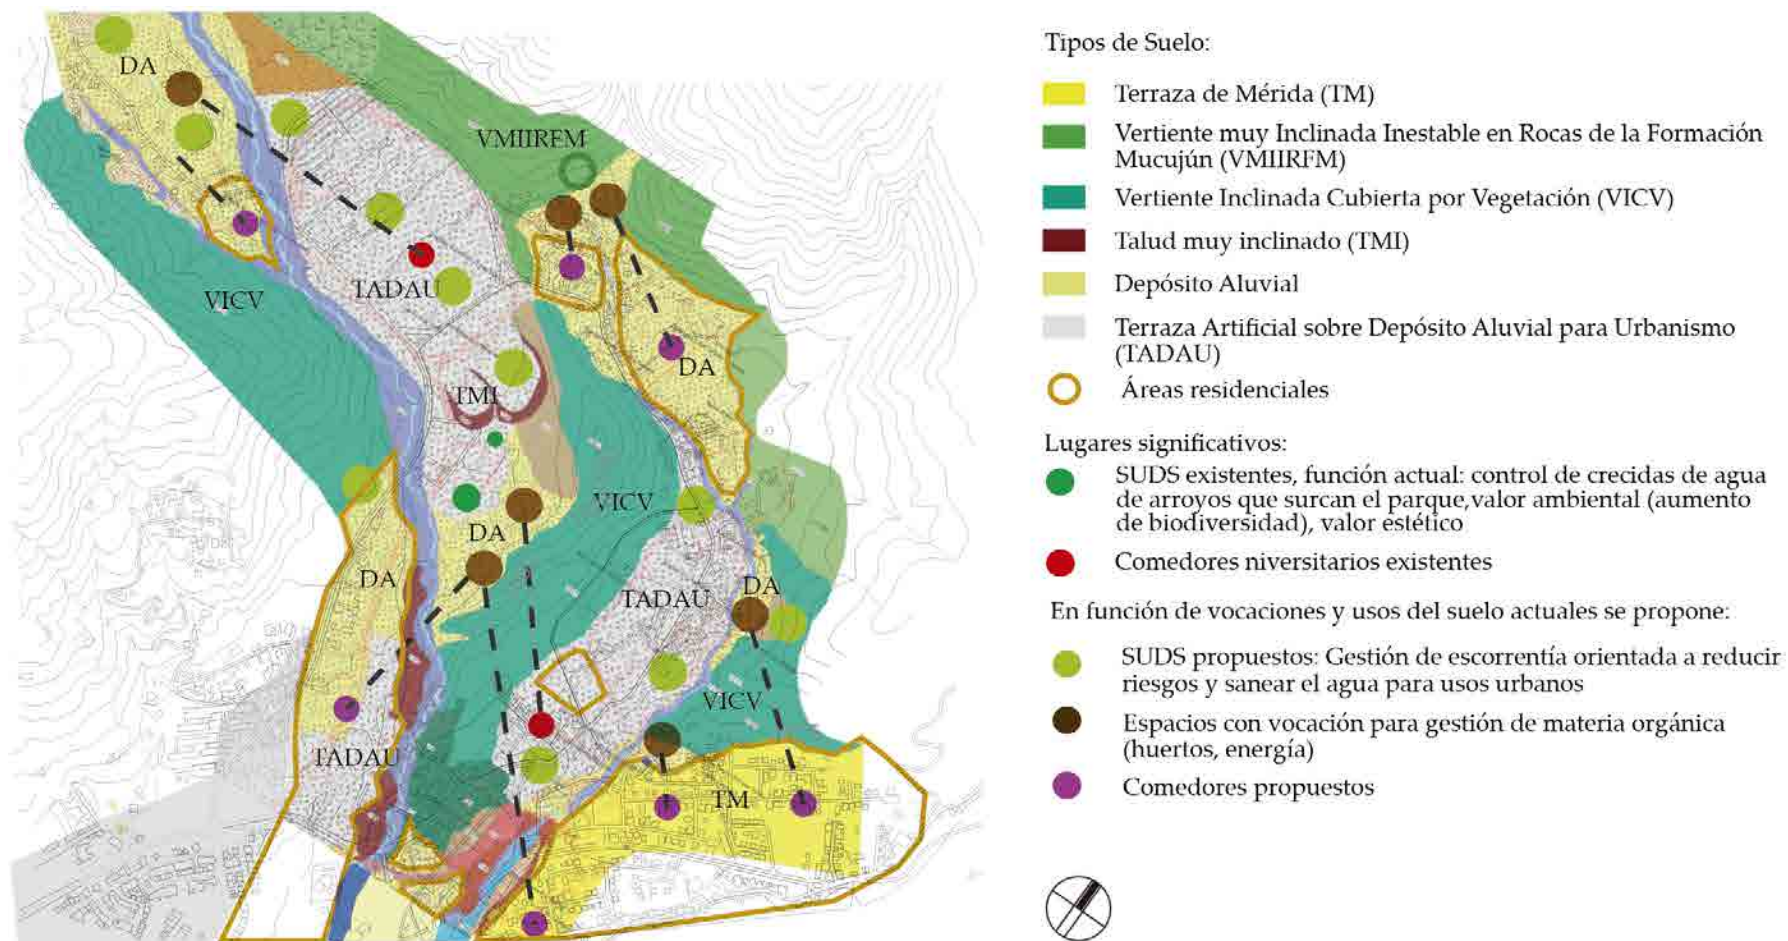 DA
VMIIRFM
VICV
TADAU
DA
TMI
VICV
DA
DA
TADAU
DA
VICV
TADAU
TM
Tipos de Suelo:
Terraza de Mérida (TM)
Vertiente muy Inclinada Inestable en Rocas de la Formación
Mucujún (VMIIRFM)
Vertiente Inclinada Cubierta por Vegetación (VICV)
Talud muy inclinado (TMI)
Depósito Aluvial
Terraza Artificial sobre Depósito Aluvial para Urbanismo
(TADAU)
Áreas residenciales
Lugares significativos:
SUDS existentes, función actual: control de crecidas de agua
de arroyos que surcan el parque,valor ambiental (aumento
de biodiversidad), valor estético
Comedores niversitarios existentes
En función de vocaciones y usos del suelo actuales se propone:
SUDS propuestos: Gestión de escorrentía orientada a reducir
riesgos y sanear el agua para usos urbanos
Espacios con vocación para gestión de materia orgánica
(huertos, energía)
Comedores propuestos